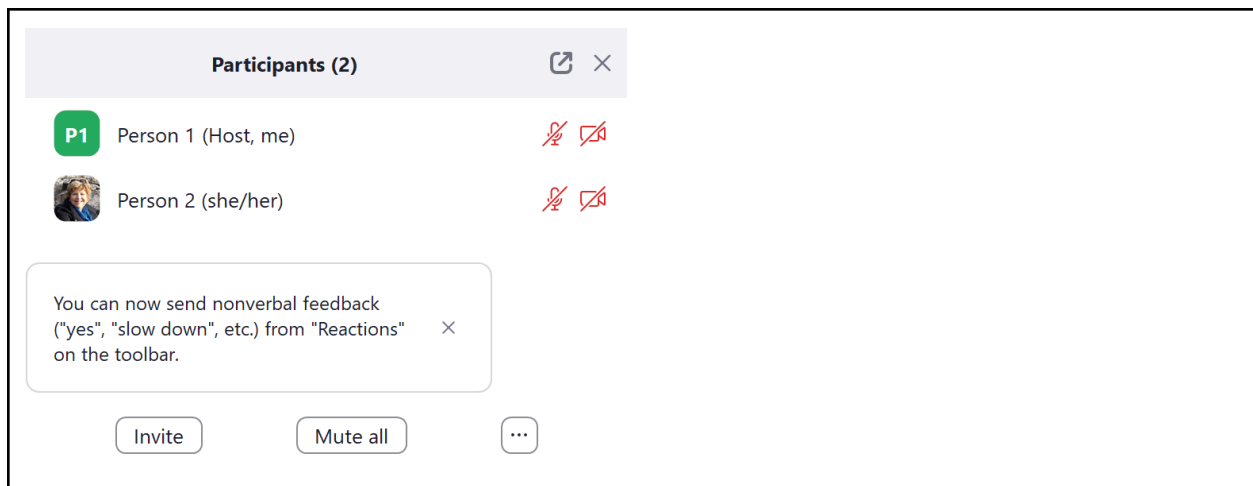 Participants (2)
P1 Person 1 (Host, me)
Person 2 (she/her)
You can now send nonverbal feedback
("yes", "slow down", etc.) from "Reactions"
on the toolbar.
Invite Mute all ...